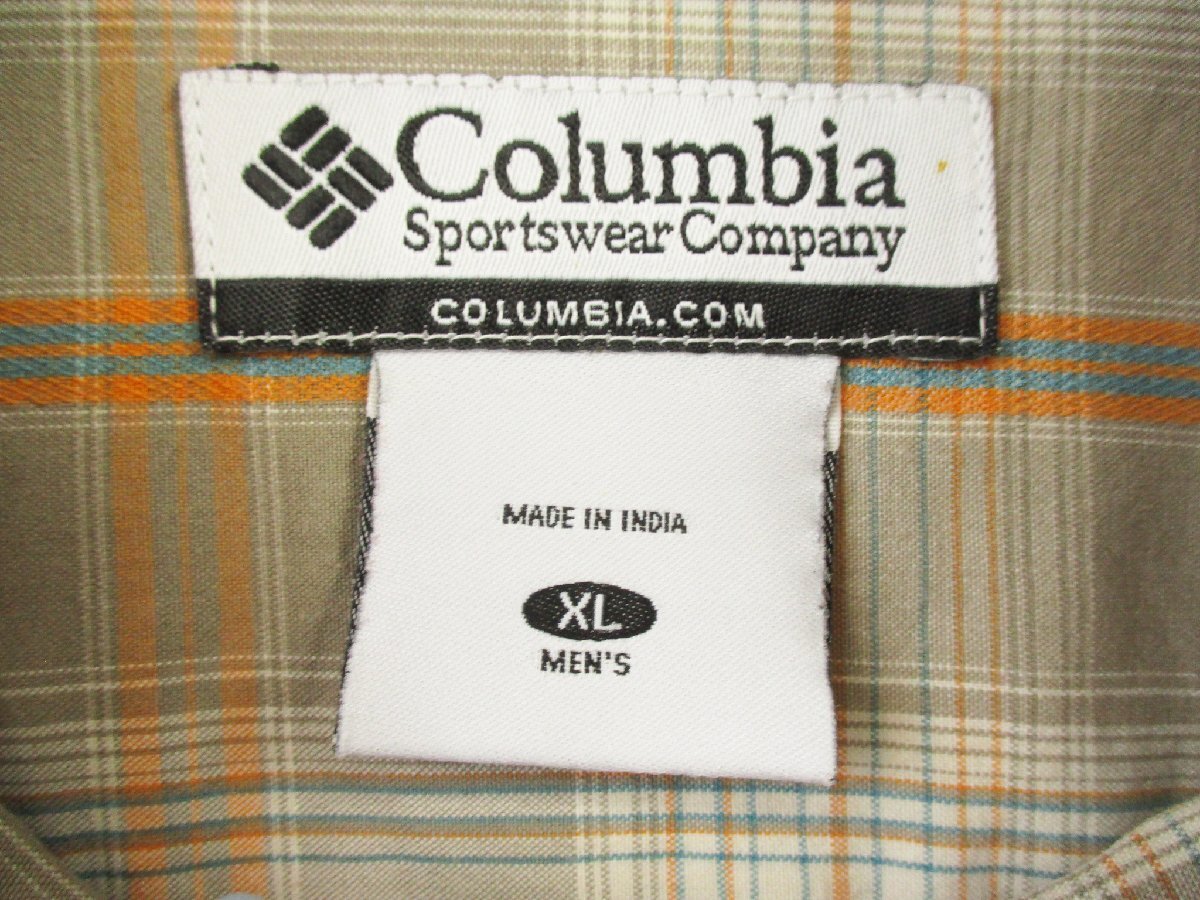 Columbia
Sportswear Company
COLUMBIA.COM
MADE IN INDIA
XL
MEN'S